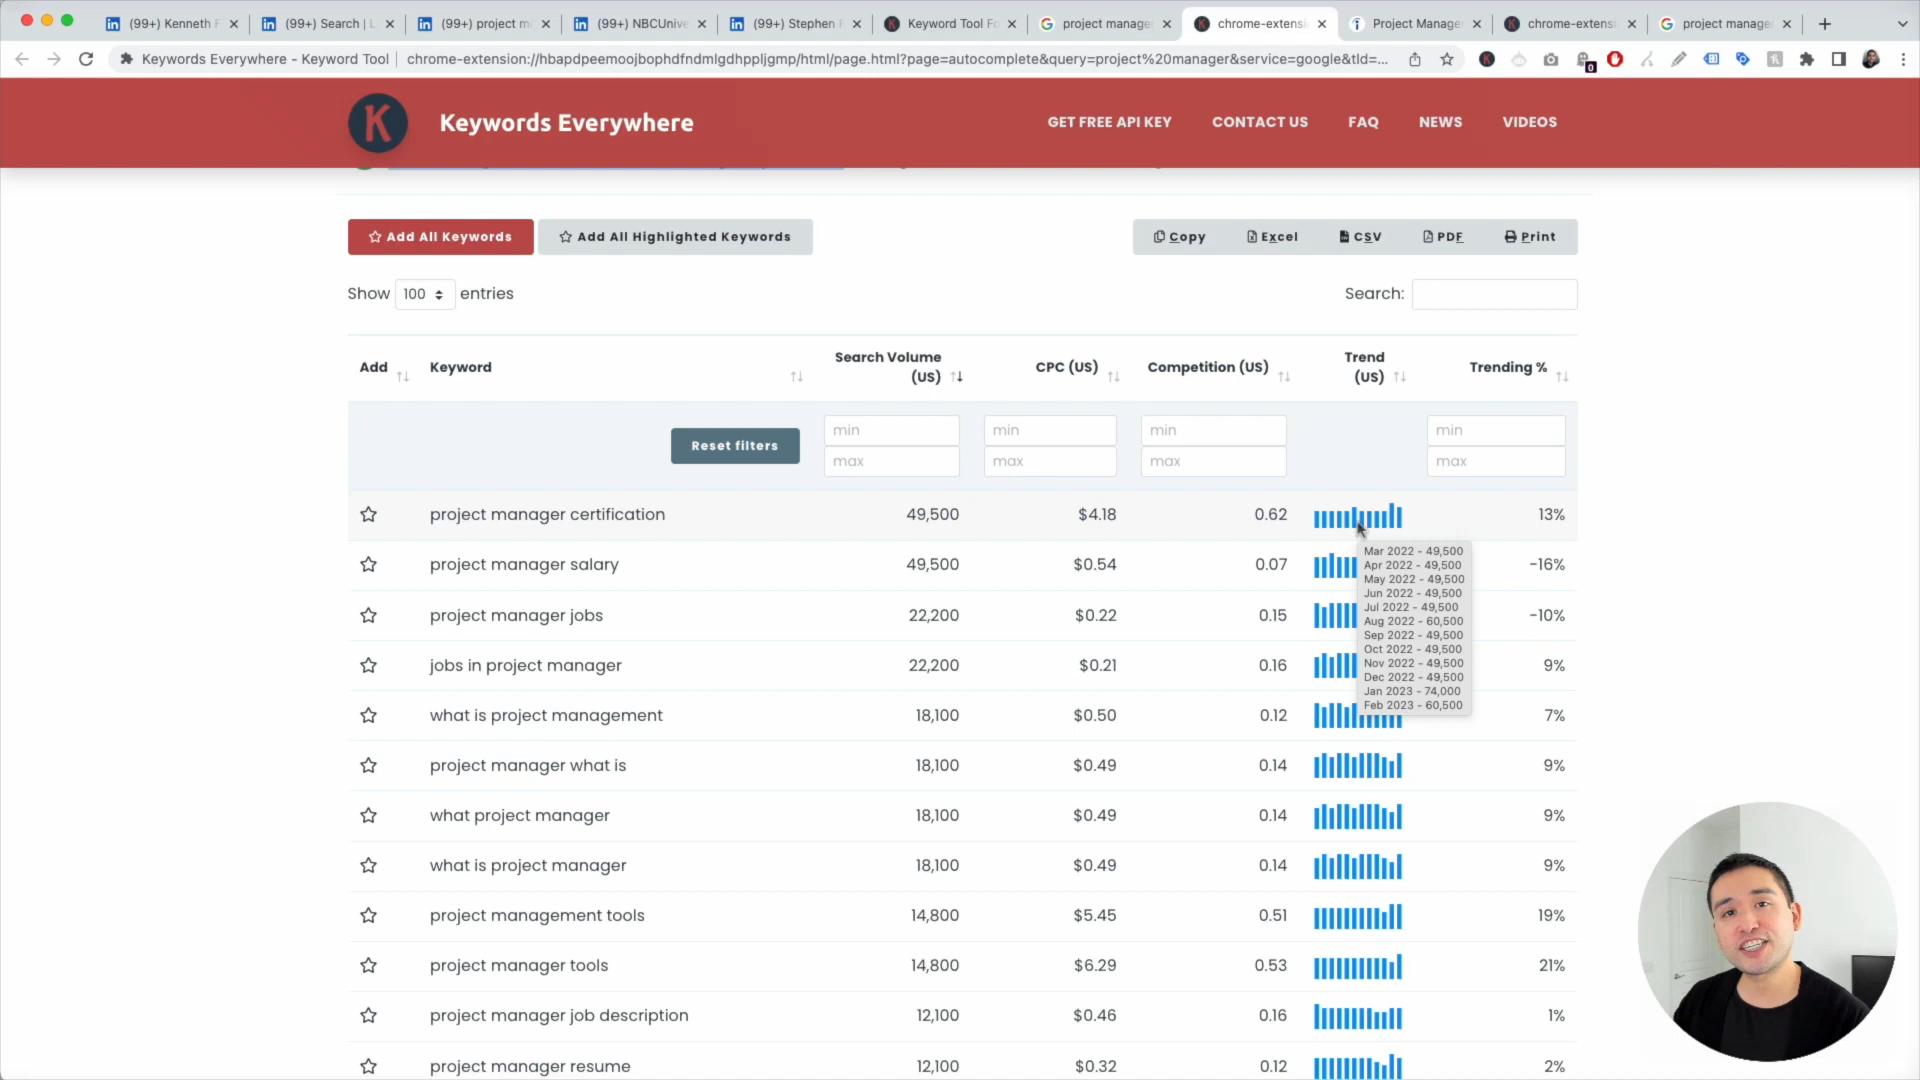 (99+) Kenneth F
(99+) Search | L
(99+) project m
(99+) NBCUnive
(99+) Stephen F
Keyword Tool Fo
project manage
chrome-extensi
Project Manage
chrome-extensi
project manage
Keywords Everywhere - Keyword Tool | chrome-extension://hbapdpeemoojbophdfndmlgdhppljgmp/html/page.html?page=autocomplete&query=project%20manager&service=google&tld=...
0
K Keywords Everywhere
GET FREE API KEY CONTACT US FAQ NEWS VIDEOS
Add All Keywords Add All Highlighted Keywords Copy Excel CSV PDF Print
Show 100 entries Search:
Add Keyword Search Volume (US) CPC (US) Competition (US) Trend (US) Trending %
min min min min
Reset filters
max max max max
project manager certification 49,500 $4.18 0.62 13%
Mar 2022 - 49,500
Apr 2022 - 49,500
May 2022 - 49,500
Jun 2022 - 49,500
Jul 2022 - 49,500
Aug 2022 - 60,500
Sep 2022 - 49,500
Oct 2022 - 49,500
Nov 2022 - 49,500
Dec 2022 - 49,500
Jan 2023 - 74,000
Feb 2023 - 60,500
project manager salary 49,500 $0.54 0.07 -16%
project manager jobs 22,200 $0.22 0.15 -10%
jobs in project manager 22,200 $0.21 0.16 9%
what is project management 18,100 $0.50 0.12 7%
project manager what is 18,100 $0.49 0.14 9%
what project manager 18,100 $0.49 0.14 9%
what is project manager 18,100 $0.49 0.14 9%
project management tools 14,800 $5.45 0.51 19%
project manager tools 14,800 $6.29 0.53 21%
project manager job description 12,100 $0.46 0.16 1%
project manager resume 12,100 $0.32 0.12 2%